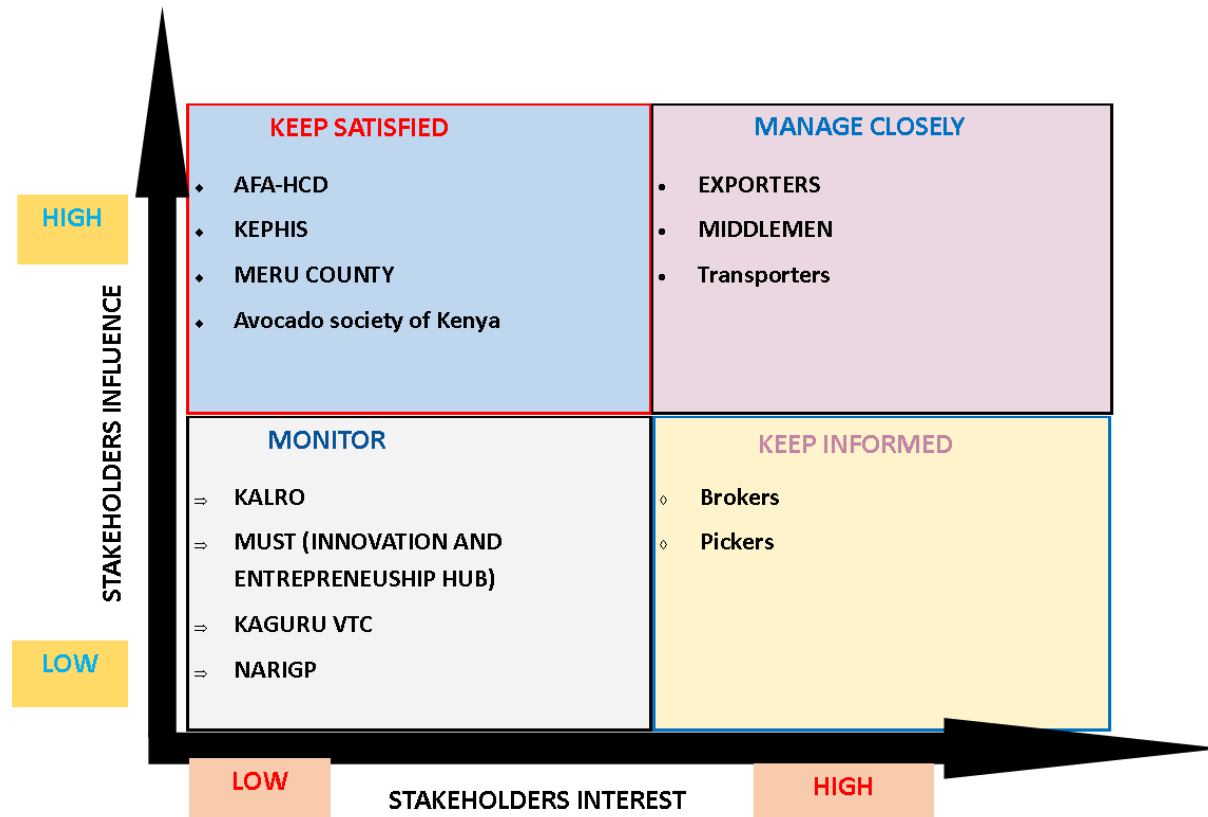 KEEP SATISFIED
AFA-HCD
KEPHIS
MERU COUNTY
Avocado society of Kenya
MANAGE CLOSELY
EXPORTERS
MIDDLEMEN
Transporters
HIGH
STAKEHOLDERS INFLUENCE
LOW
MONITOR
KALRO
MUST (INNOVATION AND
ENTREPRENEUSHIP HUB)
KAGURU VTC
NARIGP
KEEP INFORMED
Brokers
Pickers
LOW
STAKEHOLDERS INTEREST
HIGH